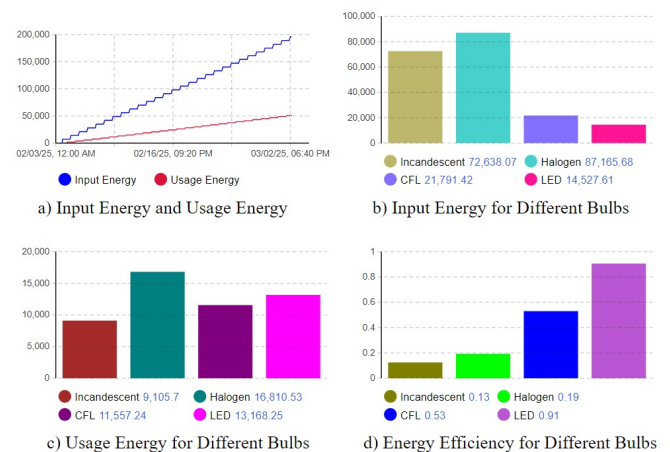 200,000
150,000
100,000
50,000
0
02/03/25, 12:00 AM 02/16/25, 09:20 PM 03/02/25, 06:40 PM
Input Energy Usage Energy
a) Input Energy and Usage Energy
100,000
80,000
60,000
40,000
20,000
0
Incandescent 72,638.07 Halogen 87,165.68
CFL 21,791.42 LED 14,527.61
b) Input Energy for Different Bulbs
20,000
15,000
10,000
5,000
0
Incandescent 9,105.7 Halogen 16,810.53
CFL 11,557.24 LED 13,168.25
c) Usage Energy for Different Bulbs
1
0.8
0.6
0.4
0.2
0
Incandescent 0.13 Halogen 0.19
CFL 0.53 LED 0.91
d) Energy Efficiency for Different Bulbs